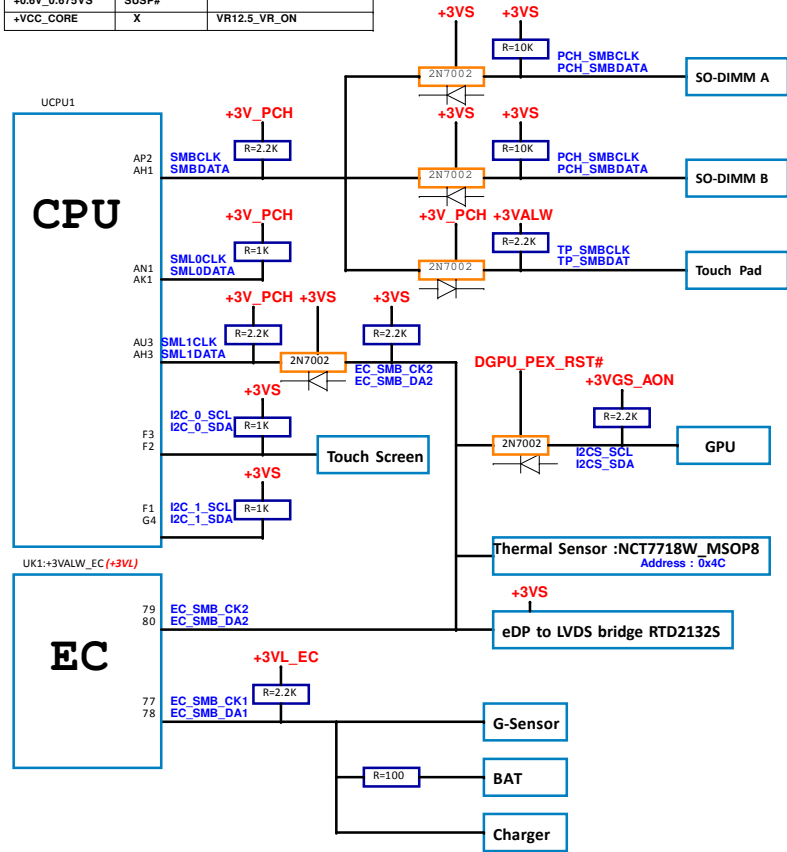 +0.6V_0.675VS SUSP#
+VCC_CORE X VR12.5_VR_ON
+3VS +3VS
2N7002
R=10K
PCH_SMBCLK
PCH_SMBDATA
SO-DIMM A
UCPU1
+3V_PCH
+3VS +3VS
R=2.2K
R=10K
PCH_SMBCLK
PCH_SMBDATA
AP2 SMBCLK
AH1 SMBDATA
2N7002
SO-DIMM B
CPU
+3V_PCH
+3V_PCH +3VALW
R=1K
R=2.2K
TP_SMBCLK
TP_SMBDAT
AN1 SML0CLK
AK1 SML0DATA
2N7002
Touch Pad
+3V_PCH +3VS +3VS
R=2.2K
R=2.2K
AU3 SML1CLK
AH3 SML1DATA
2N7002
EC_SMB_CK2
EC_SMB_DA2
DGPU_PEX_RST#
+3VGS_AON
+3VS
R=2.2K
I2C_0_SCL
I2C_0_SDA
R=1K
F3
F2
Touch Screen
2N7002
I2CS_SCL
I2CS_SDA
GPU
+3VS
F1 I2C_1_SCL
G4 I2C_1_SDA
R=1K
Thermal Sensor :NCT7718W_MSOP8
Address : 0x4C
UK1:+3VALW_EC (+3VL)
+3VS
79 EC_SMB_CK2
80 EC_SMB_DA2
eDP to LVDS bridge RTD2132S
EC
+3VL_EC
R=2.2K
77 EC_SMB_CK1
78 EC_SMB_DA1
G-Sensor
R=100
BAT
Charger